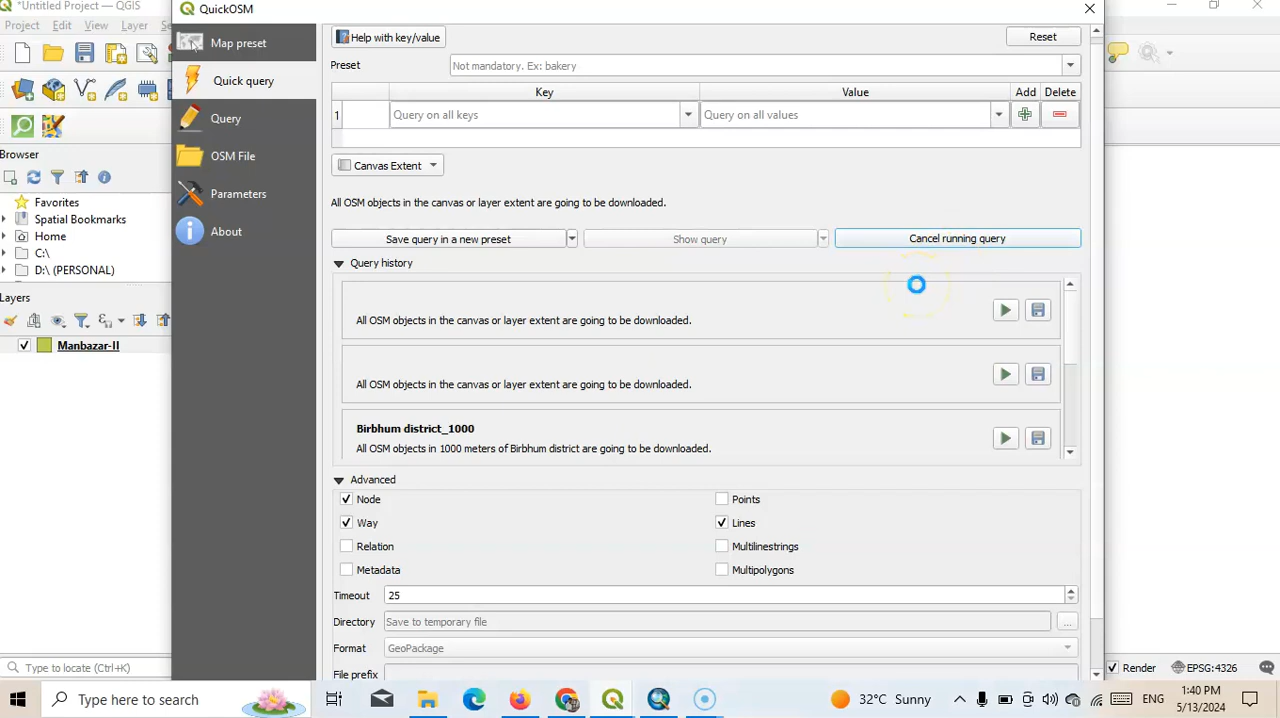 *Untitled Project — QGIS
QuickOSM
Project Edit View Layer
Map preset
Quick query
Query
OSM File
Parameters
About
Help with key/value
Reset
Preset
Not mandatory. Ex: bakery
Key Value Add Delete
1 Query on all keys Query on all values
Canvas Extent
All OSM objects in the canvas or layer extent are going to be downloaded.
Save query in a new preset Show query Cancel running query
Query history
All OSM objects in the canvas or layer extent are going to be downloaded.
All OSM objects in the canvas or layer extent are going to be downloaded.
Birbhum district_1000
All OSM objects in 1000 meters of Birbhum district are going to be downloaded.
Advanced
Node Points
Way Lines
Relation Multilinestrings
Metadata Multipolygons
Timeout 25
Directory Save to temporary file ...
Format GeoPackage
File prefix
Browser
Favorites
Spatial Bookmarks
Home
C:\
D:\ (PERSONAL)
Layers
Manbazar-II
Type to locate (Ctrl+K)
Render EPSG:4326
Type here to search
32°C Sunny
ENG
1:40 PM
5/13/2024